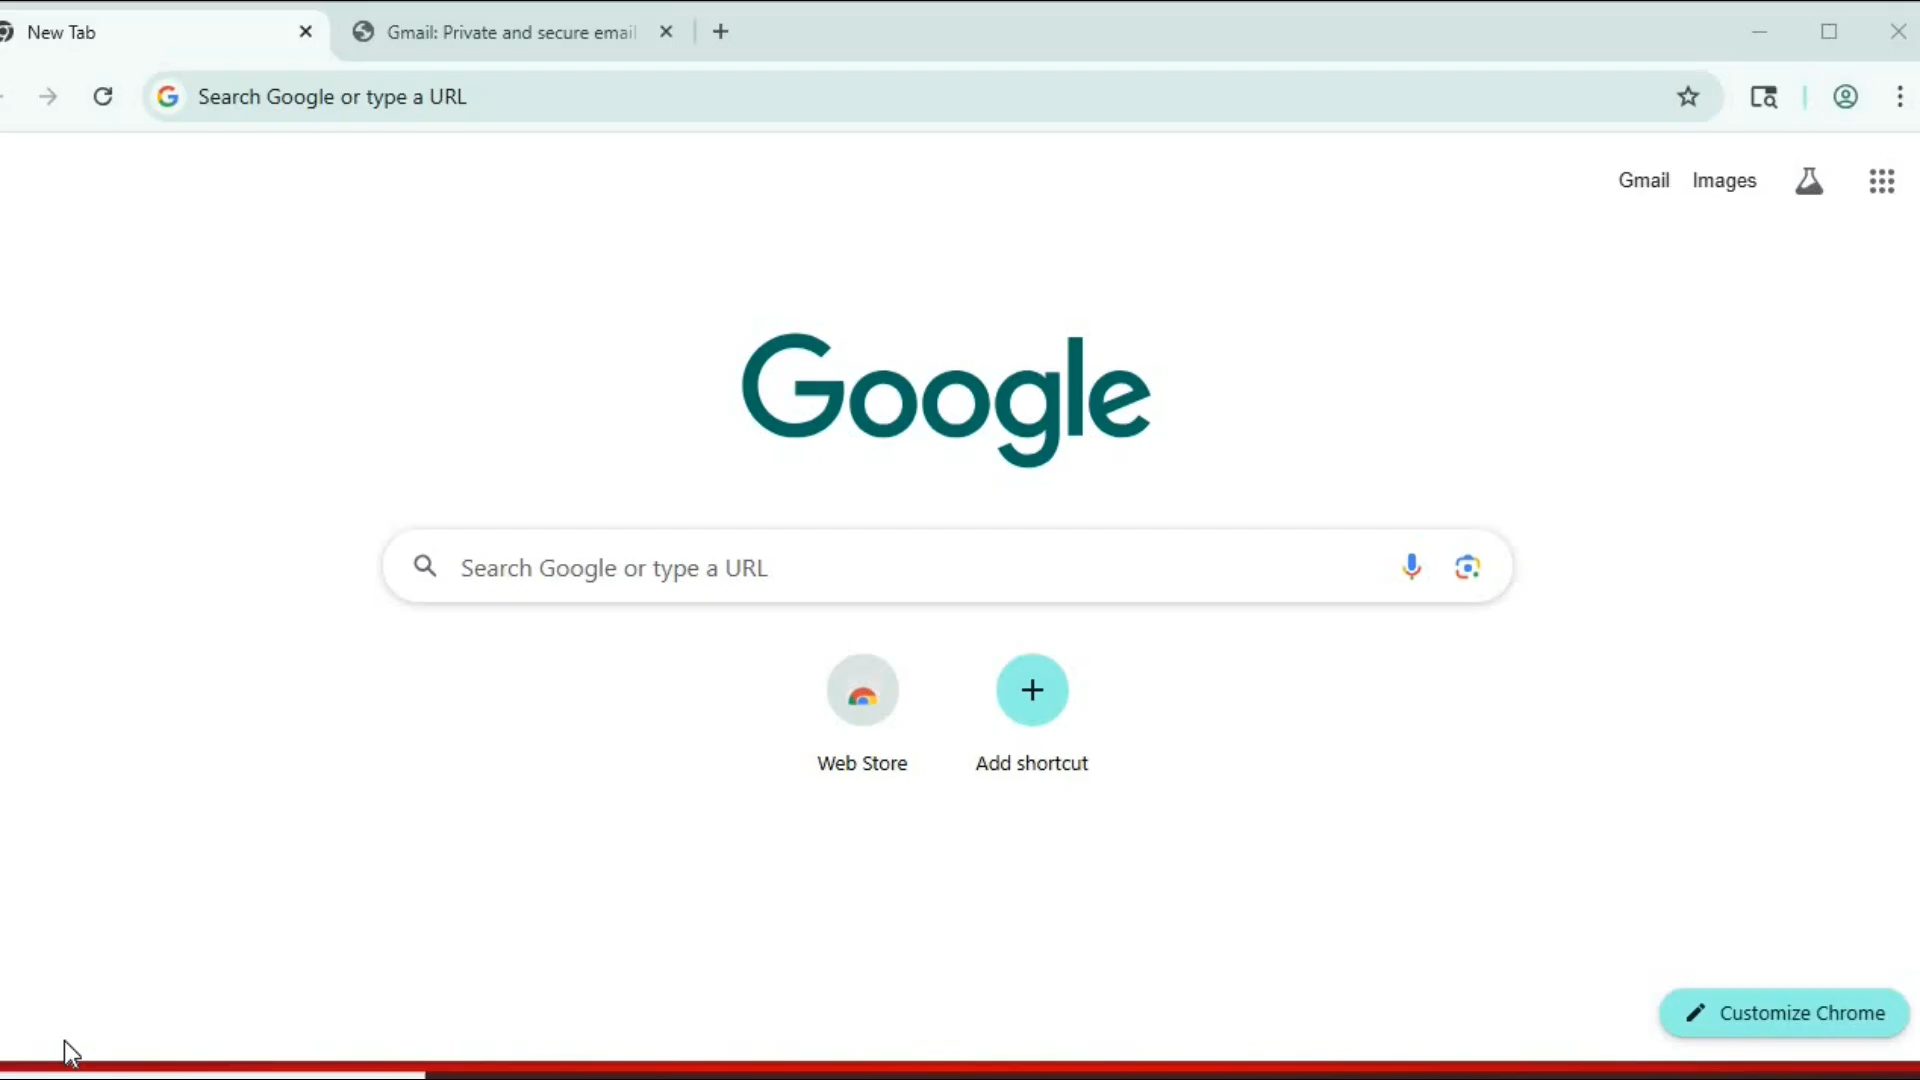 New Tab
Gmail: Private and secure email
Search Google or type a URL
Gmail Images
Google
Search Google or type a URL
Web Store
Add shortcut
Customize Chrome